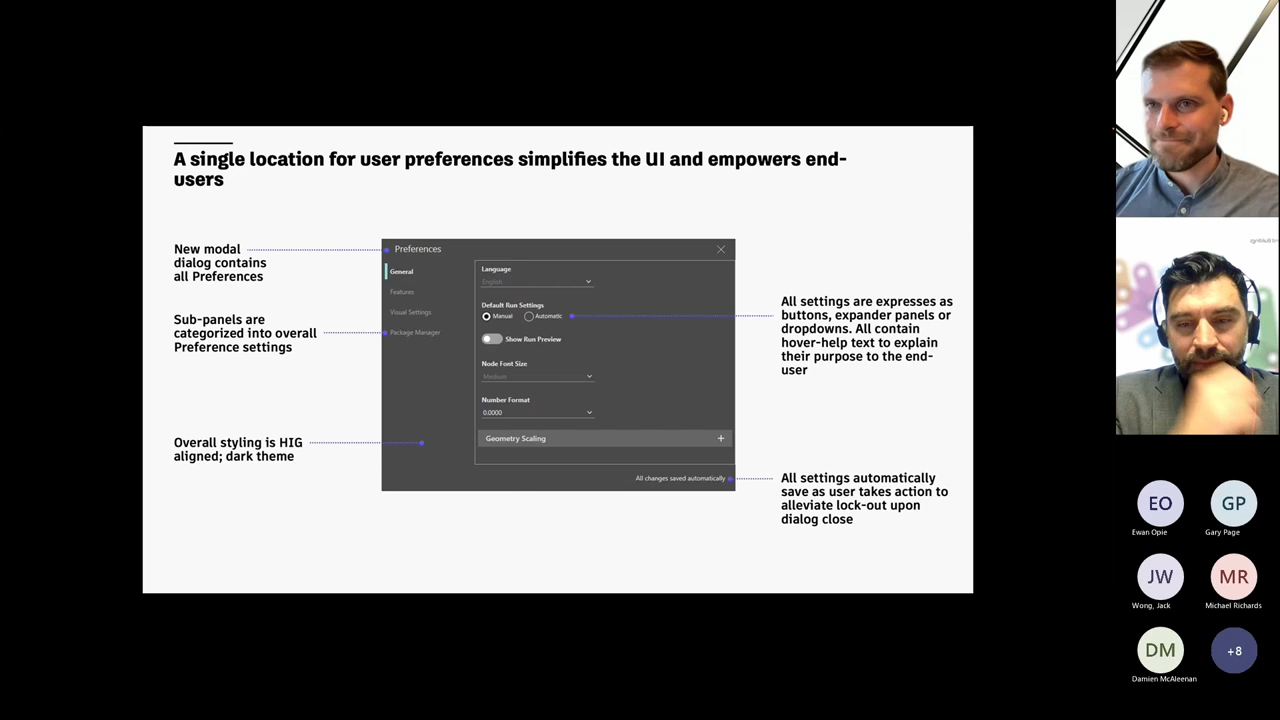 A single location for user preferences simplifies the UI and empowers end-
users
New modal
dialog contains
all Preferences
Sub-panels are
categorized into overall
Preference settings
Overall styling is HIG
aligned; dark theme
Preferences
General
Features
Visual Settings
Package Manager
Language
English
Default Run Settings
Manual Automatic
Show Run Preview
Node Font Size
Medium
Number Format
0.0000
Geometry Scaling
All changes saved automatically
All settings are expresses as
buttons, expander panels or
dropdowns. All contain
hover-help text to explain
their purpose to the end-
user
All settings automatically
save as user takes action to
alleviate lock-out upon
dialog close
EO GP
Ewan Opie Gary Page
JW MR
Wong, Jack Michael Richards
DM +8
Damien McAleenan